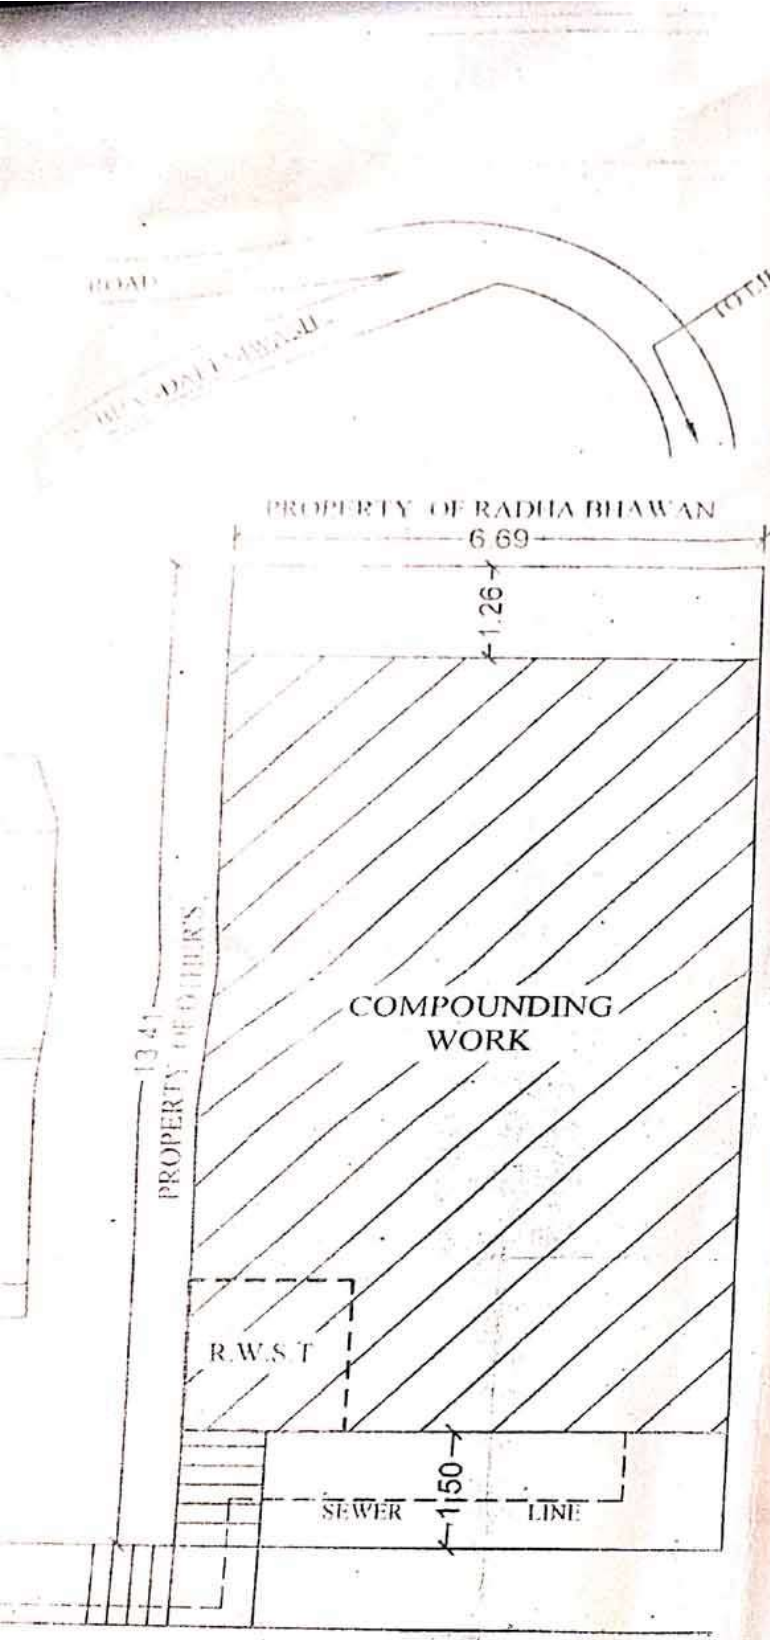 ROAD
PROPERTY OF RADHA BHAWAN
6.69
1.26
COMPOUNDING
WORK
13.41
PROPERTY OF OTHER'S
R.W.S.T
1.50
SEWER LINE